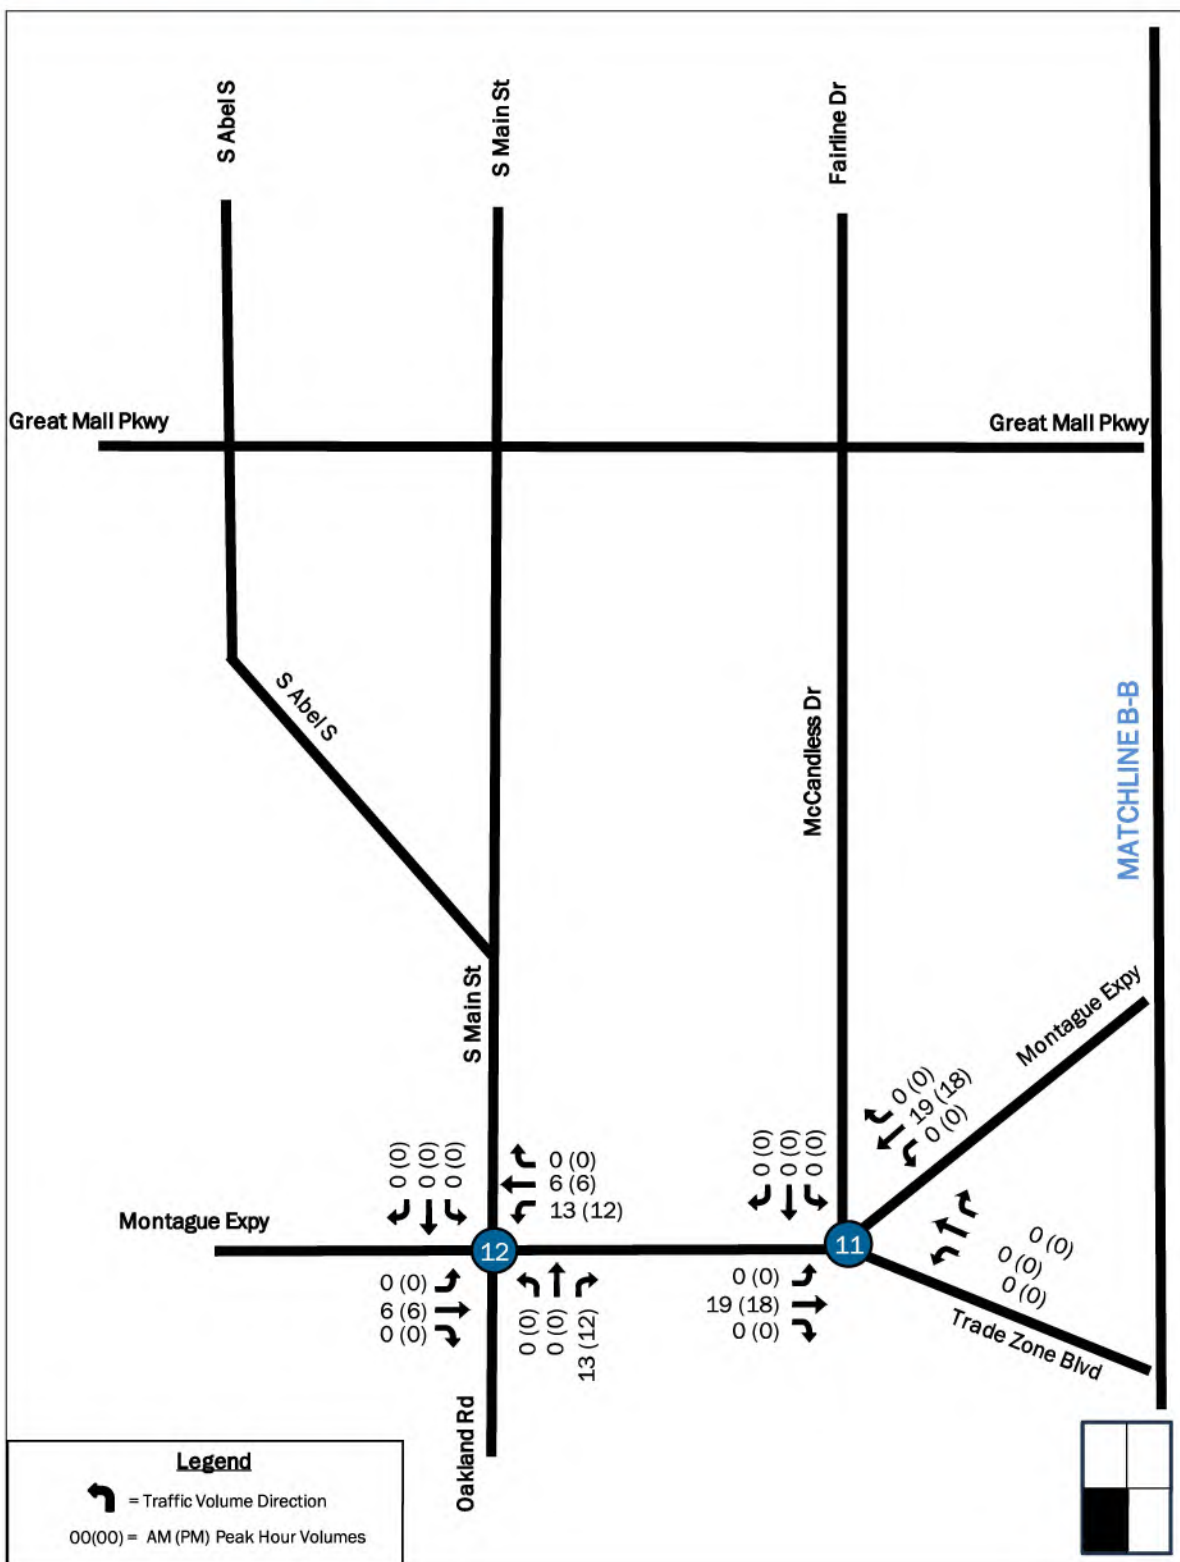 S Abel S
S Main St
Fairline Dr
Great Mall Pkwy
Great Mall Pkwy
S Abel S
McCandless Dr
MATCHLINE B-B
S Main St
Montague Expy
0 (0)
19 (18)
0 (0)
0 (0)
0 (0)
0 (0)
0 (0)
6 (6)
13 (12)
0 (0)
0 (0)
0 (0)
Montague Expy
12
11
0 (0)
0 (0)
0 (0)
0 (0)
6 (6)
0 (0)
0 (0)
0 (0)
13 (12)
0 (0)
19 (18)
0 (0)
Trade Zone Blvd
Oakland Rd
Legend
= Traffic Volume Direction
00(00) = AM (PM) Peak Hour Volumes